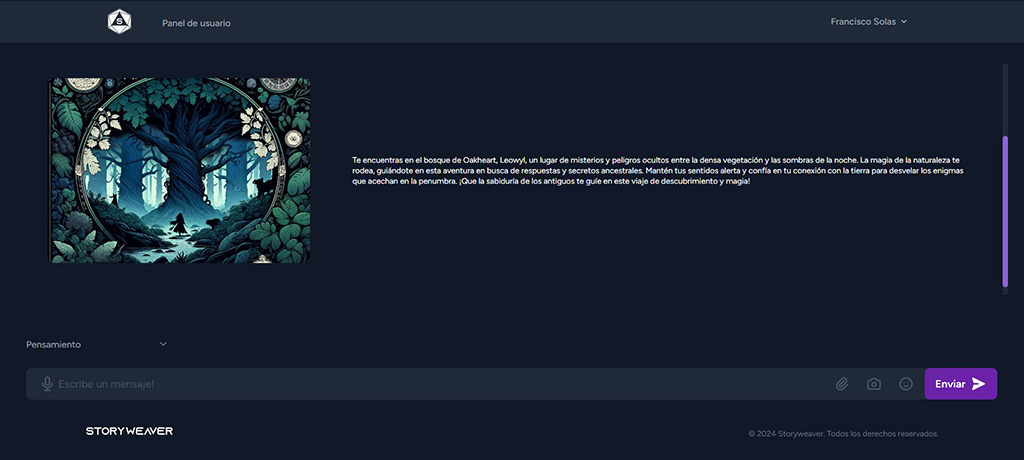 S
Panel de usuario
Francisco Solas
Te encuentras en el bosque de Oakheart, Leowyl, un lugar de misterios y peligros ocultos entre la densa vegetación y las sombras de la noche. La magia de la naturaleza te
rodea, guiándote en esta aventura en busca de respuestas y secretos ancestrales. Mantén tus sentidos alerta y confía en tu conexión con la tierra para desvelar los enigmas
que acechan en la penumbra. ¡Que la sabiduría de los antiguos te guíe en este viaje de descubrimiento y magia!
Pensamiento
Escribe un mensaje!
Enviar
STORYWEAVER
© 2024 Storyweaver. Todos los derechos reservados.